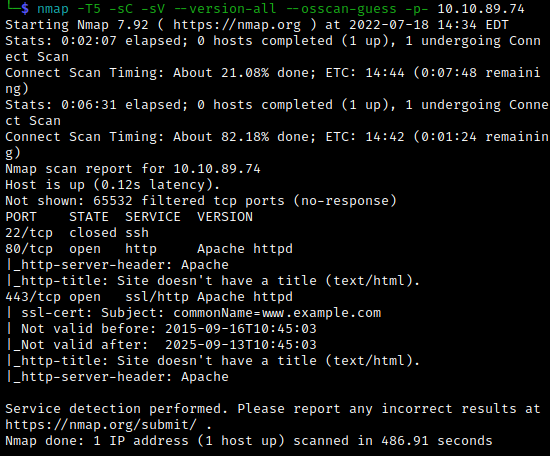 └─$ nmap -T5 -sC -sV --version-all --osscan-guess -p- 10.10.89.74
Starting Nmap 7.92 ( https://nmap.org ) at 2022-07-18 14:34 EDT
Stats: 0:02:07 elapsed; 0 hosts completed (1 up), 1 undergoing Conn
ect Scan
Connect Scan Timing: About 21.08% done; ETC: 14:44 (0:07:48 remaini
ng)
Stats: 0:06:31 elapsed; 0 hosts completed (1 up), 1 undergoing Conne
ct Scan
Connect Scan Timing: About 82.18% done; ETC: 14:42 (0:01:24 remainin
g)
Nmap scan report for 10.10.89.74
Host is up (0.12s latency).
Not shown: 65532 filtered tcp ports (no-response)
PORT    STATE  SERVICE  VERSION
22/tcp  closed ssh
80/tcp  open   http     Apache httpd
|_http-server-header: Apache
|_http-title: Site doesn't have a title (text/html).
443/tcp open   ssl/http Apache httpd
| ssl-cert: Subject: commonName=www.example.com
| Not valid before: 2015-09-16T10:45:03
|_Not valid after:  2025-09-13T10:45:03
|_http-title: Site doesn't have a title (text/html).
|_http-server-header: Apache
Service detection performed. Please report any incorrect results at
https://nmap.org/submit/ .
Nmap done: 1 IP address (1 host up) scanned in 486.91 seconds